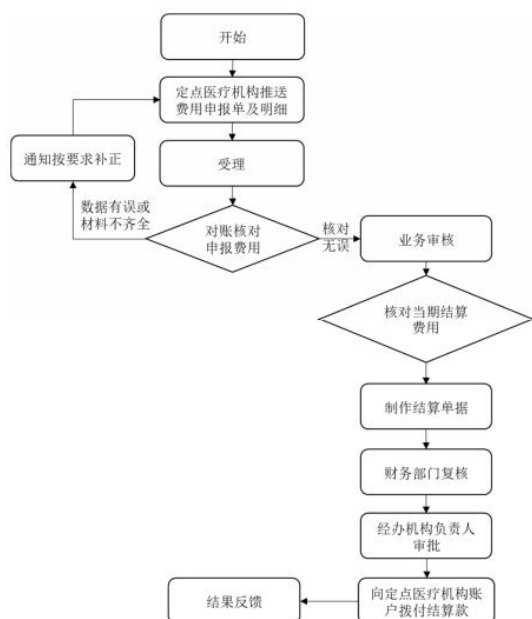 开始
定点医疗机构推送
费用申报单及明细
通知按要求补正
受理
数据有误或
材料不齐全
对账核对
申报费用
核对
无误
业务审核
核对当期结算
费用
制作结算单据
财务部门复核
经办机构负责人
审批
向定点医疗机构账
户拨付结算款
结果反馈